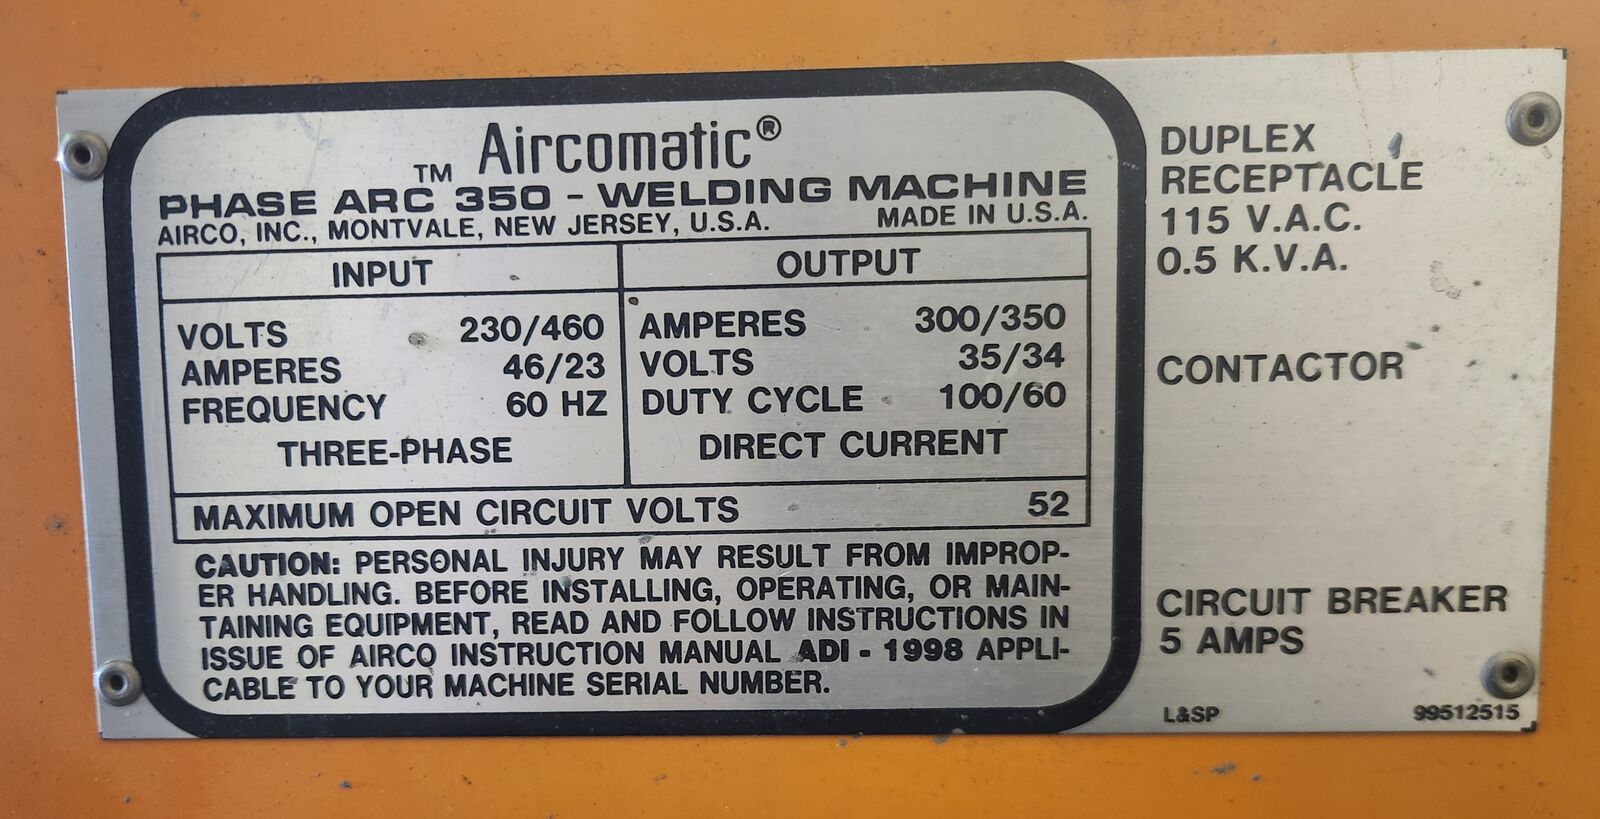 Aircomatic®
™ PHASE ARC 350 - WELDING MACHINE
AIRCO, INC., MONTVALE, NEW JERSEY, U.S.A. MADE IN U.S.A.
INPUT OUTPUT
VOLTS 230/460 AMPERES 300/350
AMPERES 46/23 VOLTS 35/34
FREQUENCY 60 HZ DUTY CYCLE 100/60
THREE-PHASE DIRECT CURRENT
MAXIMUM OPEN CIRCUIT VOLTS 52
CAUTION: PERSONAL INJURY MAY RESULT FROM IMPROP-
ER HANDLING. BEFORE INSTALLING, OPERATING, OR MAIN-
TAINING EQUIPMENT, READ AND FOLLOW INSTRUCTIONS IN
ISSUE OF AIRCO INSTRUCTION MANUAL ADI - 1998 APPLI-
CABLE TO YOUR MACHINE SERIAL NUMBER.
DUPLEX
RECEPTACLE
115 V.A.C.
0.5 K.V.A.
CONTACTOR
CIRCUIT BREAKER
5 AMPS
L&SP 99512515